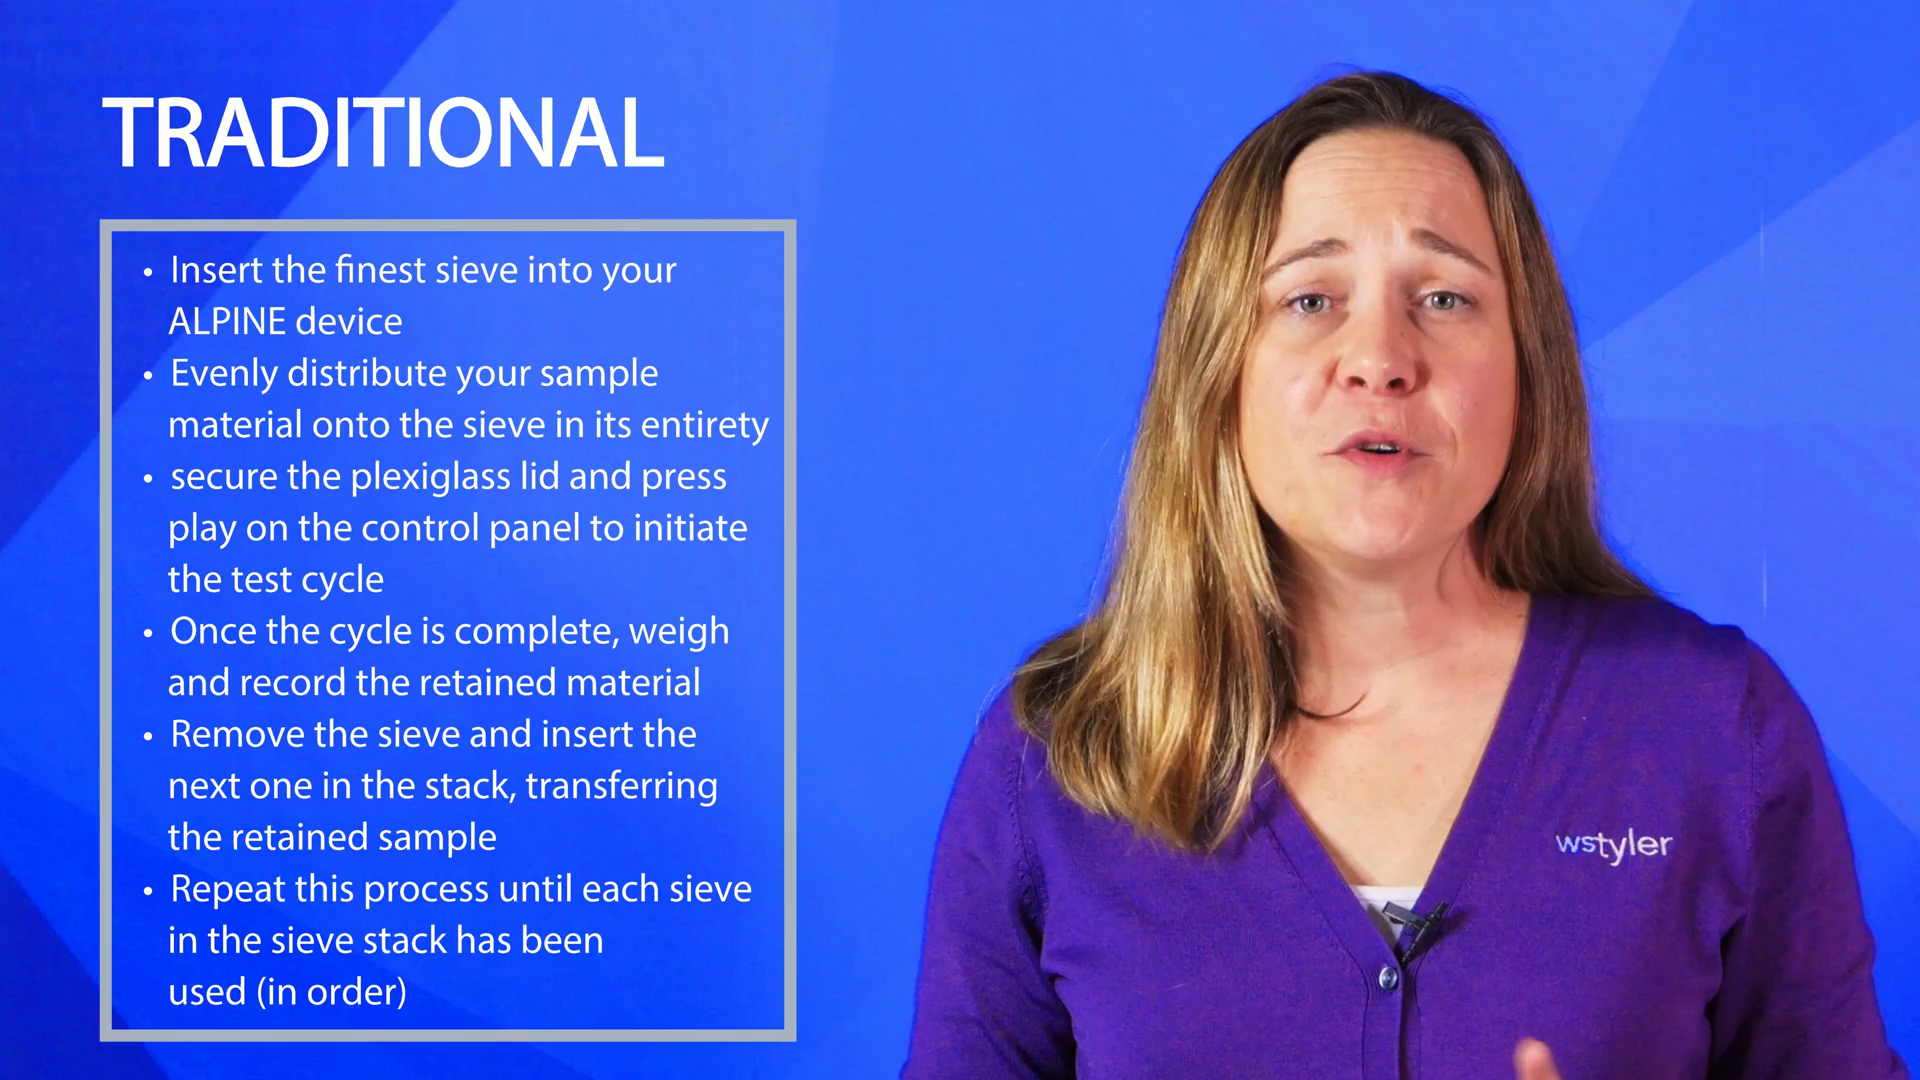 TRADITIONAL
• Insert the finest sieve into your
ALPINE device
• Evenly distribute your sample
material onto the sieve in its entirety
• secure the plexiglass lid and press
play on the control panel to initiate
the test cycle
• Once the cycle is complete, weigh
and record the retained material
• Remove the sieve and insert the
next one in the stack, transferring
the retained sample
• Repeat this process until each sieve
in the sieve stack has been
used (in order)
wstyler